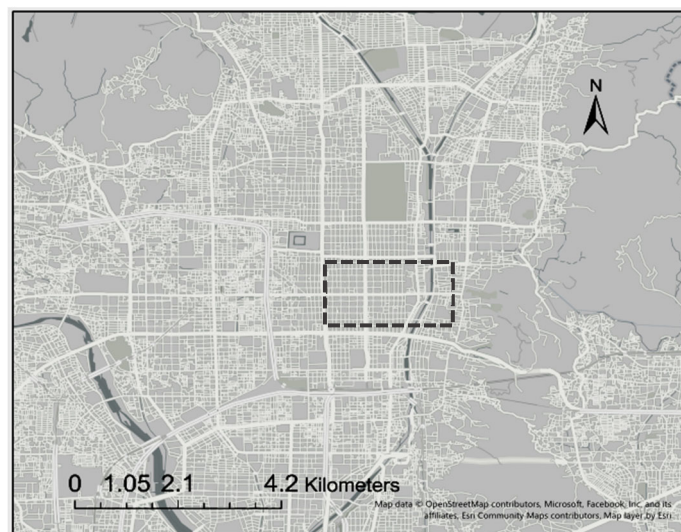 N
0 1.05 2.1 4.2 Kilometers
Map data © OpenStreetMap contributors, Microsoft, Facebook, Inc. and its
affiliates, Esri Community Maps contributors, Map layer by Esri